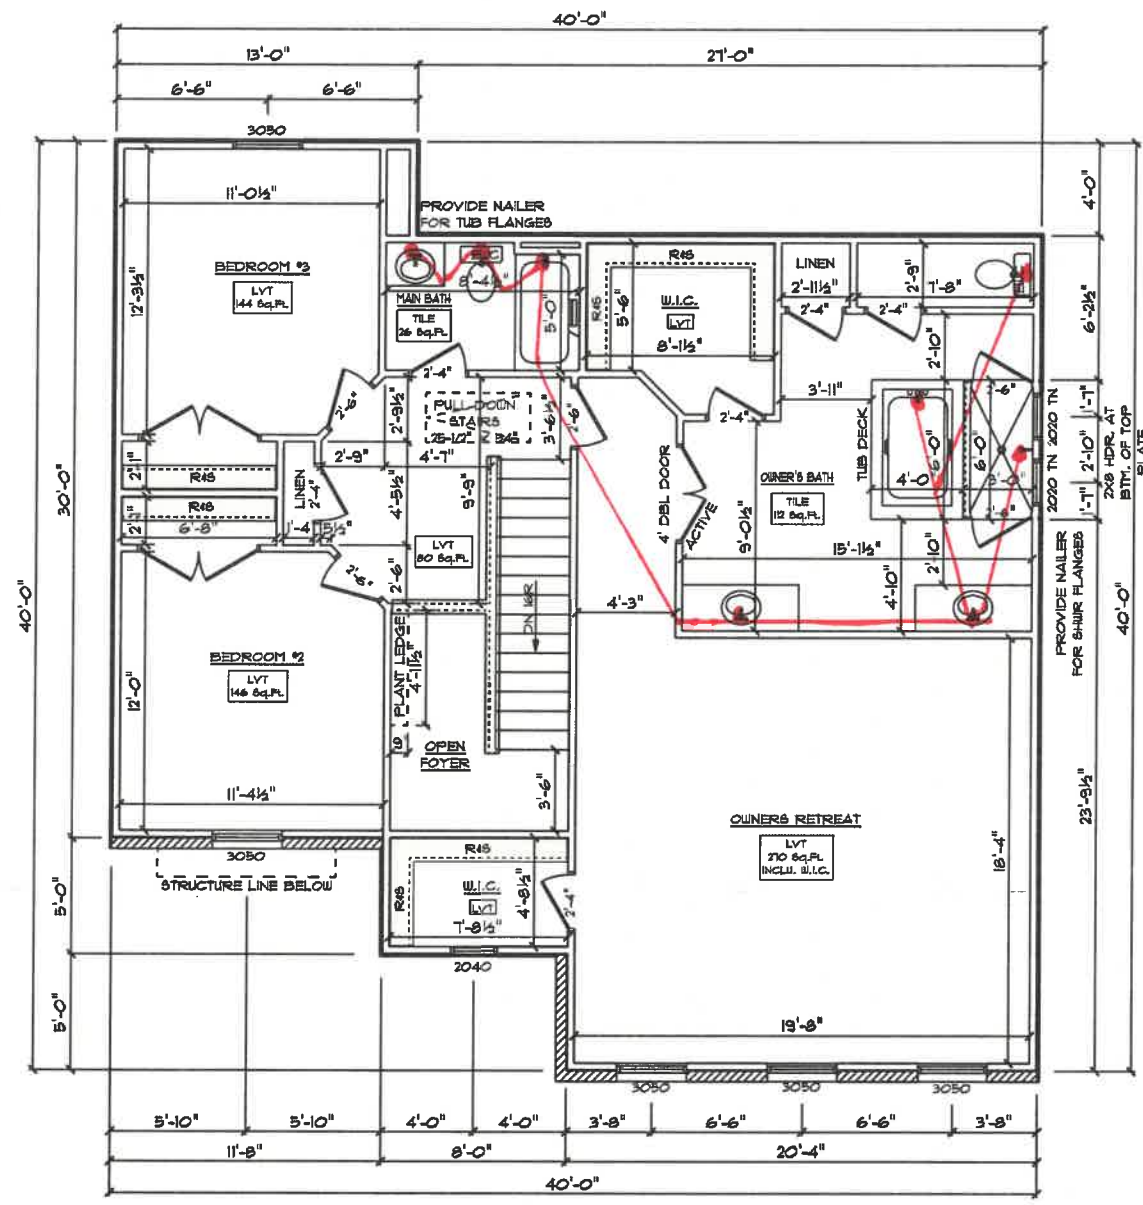 40'-0"
13'-0"
27'-0"
6'-6"
6'-6"
3050
11'-0½"
PROVIDE NAILER
FOR TUB FLANGES
4'-0"
BEDROOM #3
LVT
144 Sq.Ft.
12'-3½"
MAIN BATH
TILE
26 Sq.Ft.
5'-0"
R&S
R&S
5'-6"
W.I.C.
LVT
8'-1½"
LINEN
2'-11½"
2'-4"
2'-9"
7'-8"
2'-4"
6'-2½"
2'-10"
2'-4"
2'-6"
2'-9½"
PULL DOWN
STAIRS
3'-6½"
2'-6"
3'-11"
2'-4"
TUB DECK
6'-0"
4'-0
6'-0"
3'-0"
1'-7"
2'-10"
1'-7"
2020 TN 2020 TN
2X8 HDR. AT
BTM. OF TOP
PLATE
2'-9"
4'-7"
R&S
2'-1"
R&S
6'-8"
LINEN
2'-4"
1'-4
5½"
4'-5½"
9'-9"
LVT
80 Sq.Ft.
4' DBL DOOR
ACTIVE
OWNER'S BATH
TILE
112 Sq.Ft.
9'-0½"
15'-1½"
4'-10"
2'-10"
PROVIDE NAILER
FOR SHWR FLANGES
30'-0"
40'-0"
40'-0"
2'-6"
2'-6"
DN 16R
4'-3"
BEDROOM #2
LVT
146 Sq.Ft.
12'-0"
PLANT LEDGE
4'-11½"
OPEN
FOYER
3'-6"
11'-4½"
3050
STRUCTURE LINE BELOW
R&S
R&S
W.I.C.
LVT
7'-8½"
4'-8½"
2'-4"
2040
OWNERS RETREAT
LVT
270 Sq.Ft.
INCLU. W.I.C.
18'-4"
23'-9½"
19'-8"
5'-0"
5'-0"
3050
3050
3050
5'-10"
5'-10"
4'-0"
4'-0"
3'-8"
6'-6"
6'-6"
3'-8"
11'-8"
8'-0"
20'-4"
40'-0"